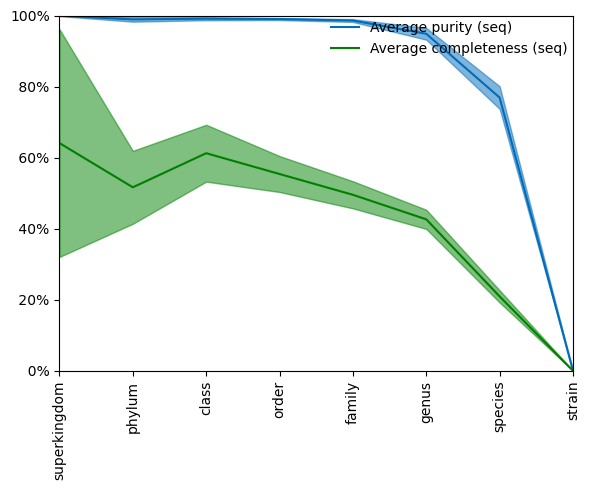 100%
Average purity (seq)
Average completeness (seq)
80%
60%
40%
20%
0%
superkingdom
phylum
class
order
family
genus
species
strain